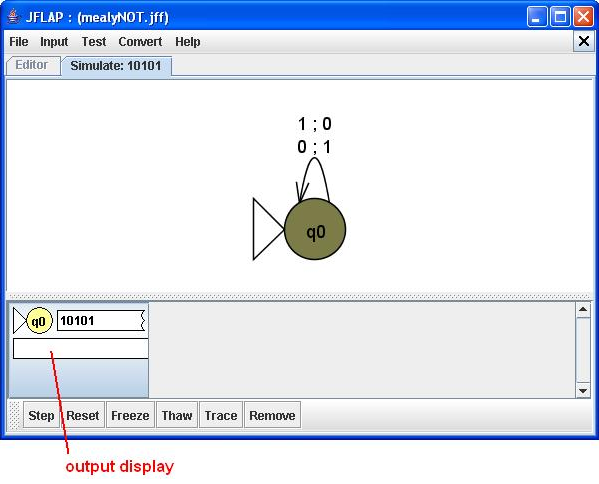 JFLAP : (mealyNOT.jff)
File Input Test Convert Help
Editor Simulate: 10101
1 ; 0
0 ; 1
q0
q0 10101
Step Reset Freeze Thaw Trace Remove
output display